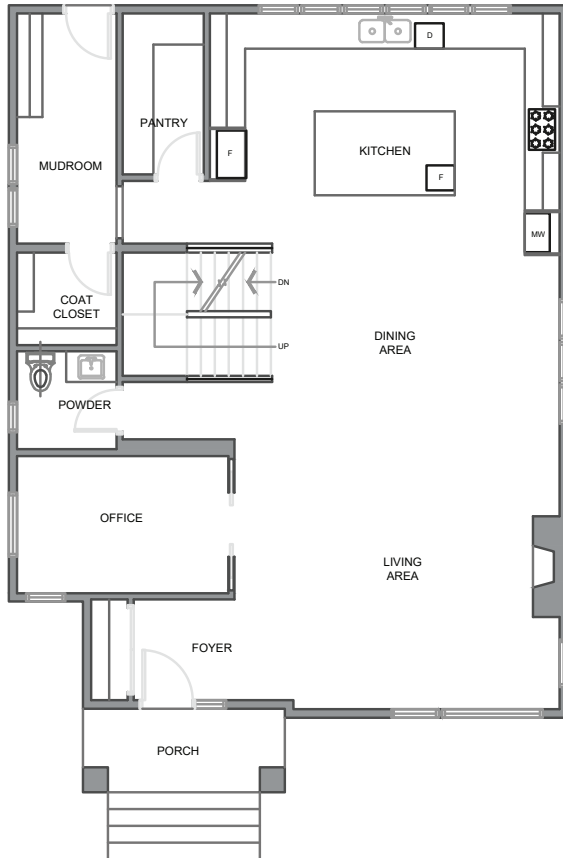 D
PANTRY
KITCHEN
F
MUDROOM
F
MW
DN
COAT
CLOSET
DINING
AREA
UP
POWDER
OFFICE
LIVING
AREA
FOYER
PORCH